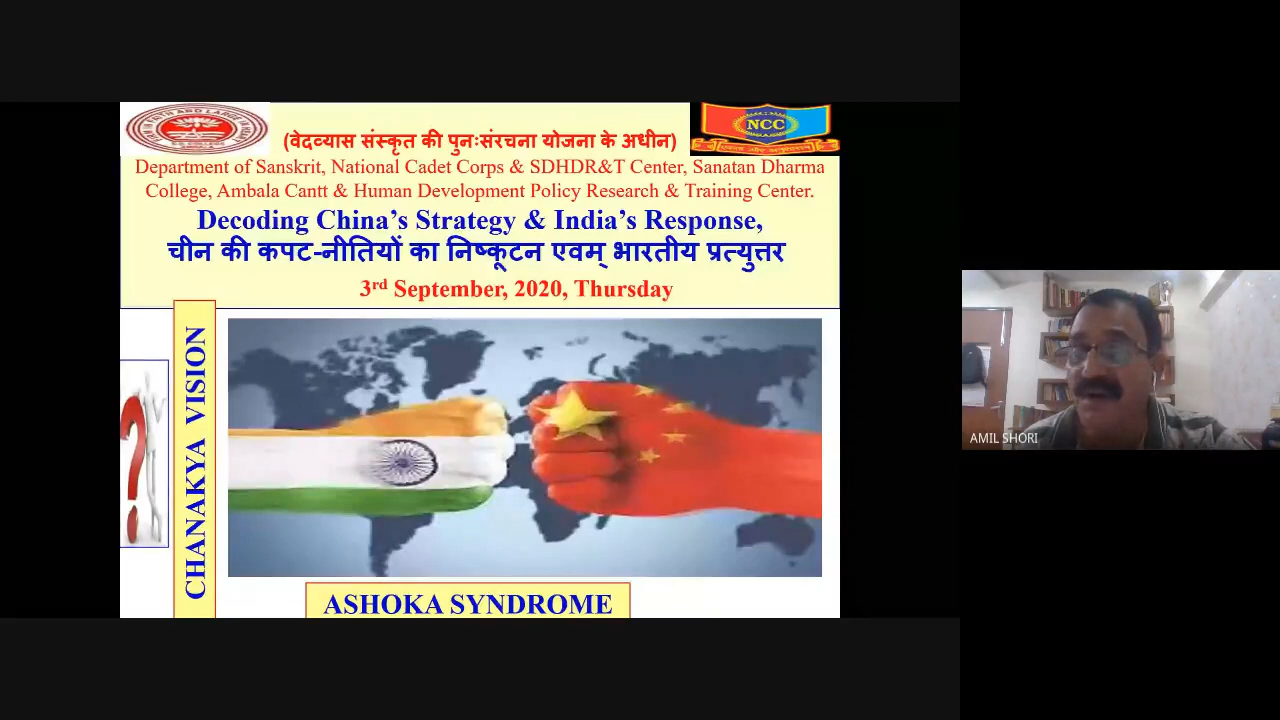 (वेदव्यास संस्कृत की पुनःसंरचना योजना के अधीन)
NCC
Department of Sanskrit, National Cadet Corps & SDHDR&T Center, Sanatan Dharma
College, Ambala Cantt & Human Development Policy Research & Training Center.
Decoding China’s Strategy & India’s Response,
चीन की कपट-नीतियों का निष्कूटन एवम् भारतीय प्रत्युत्तर
3rd September, 2020, Thursday
CHANAKYA VISION
?
ASHOKA SYNDROME
AMIL SHORI